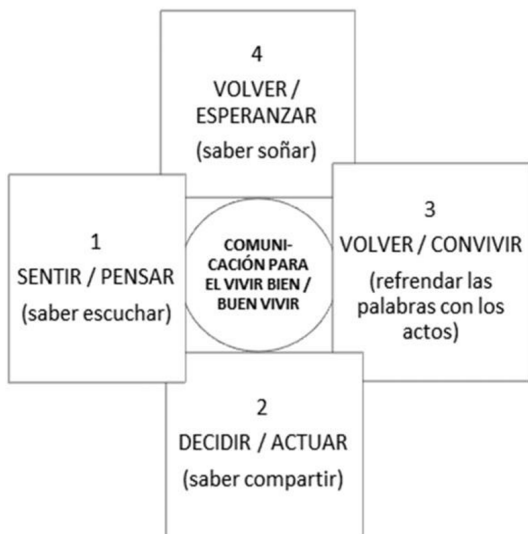 4
VOLVER /
ESPERANZAR
(saber soñar)
1
SENTIR / PENSAR
(saber escuchar)
COMUNI-
CACIÓN PARA
EL VIVIR BIEN /
BUEN VIVIR
3
VOLVER / CONVIVIR
(refrendar las
palabras con los
actos)
2
DECIDIR / ACTUAR
(saber compartir)